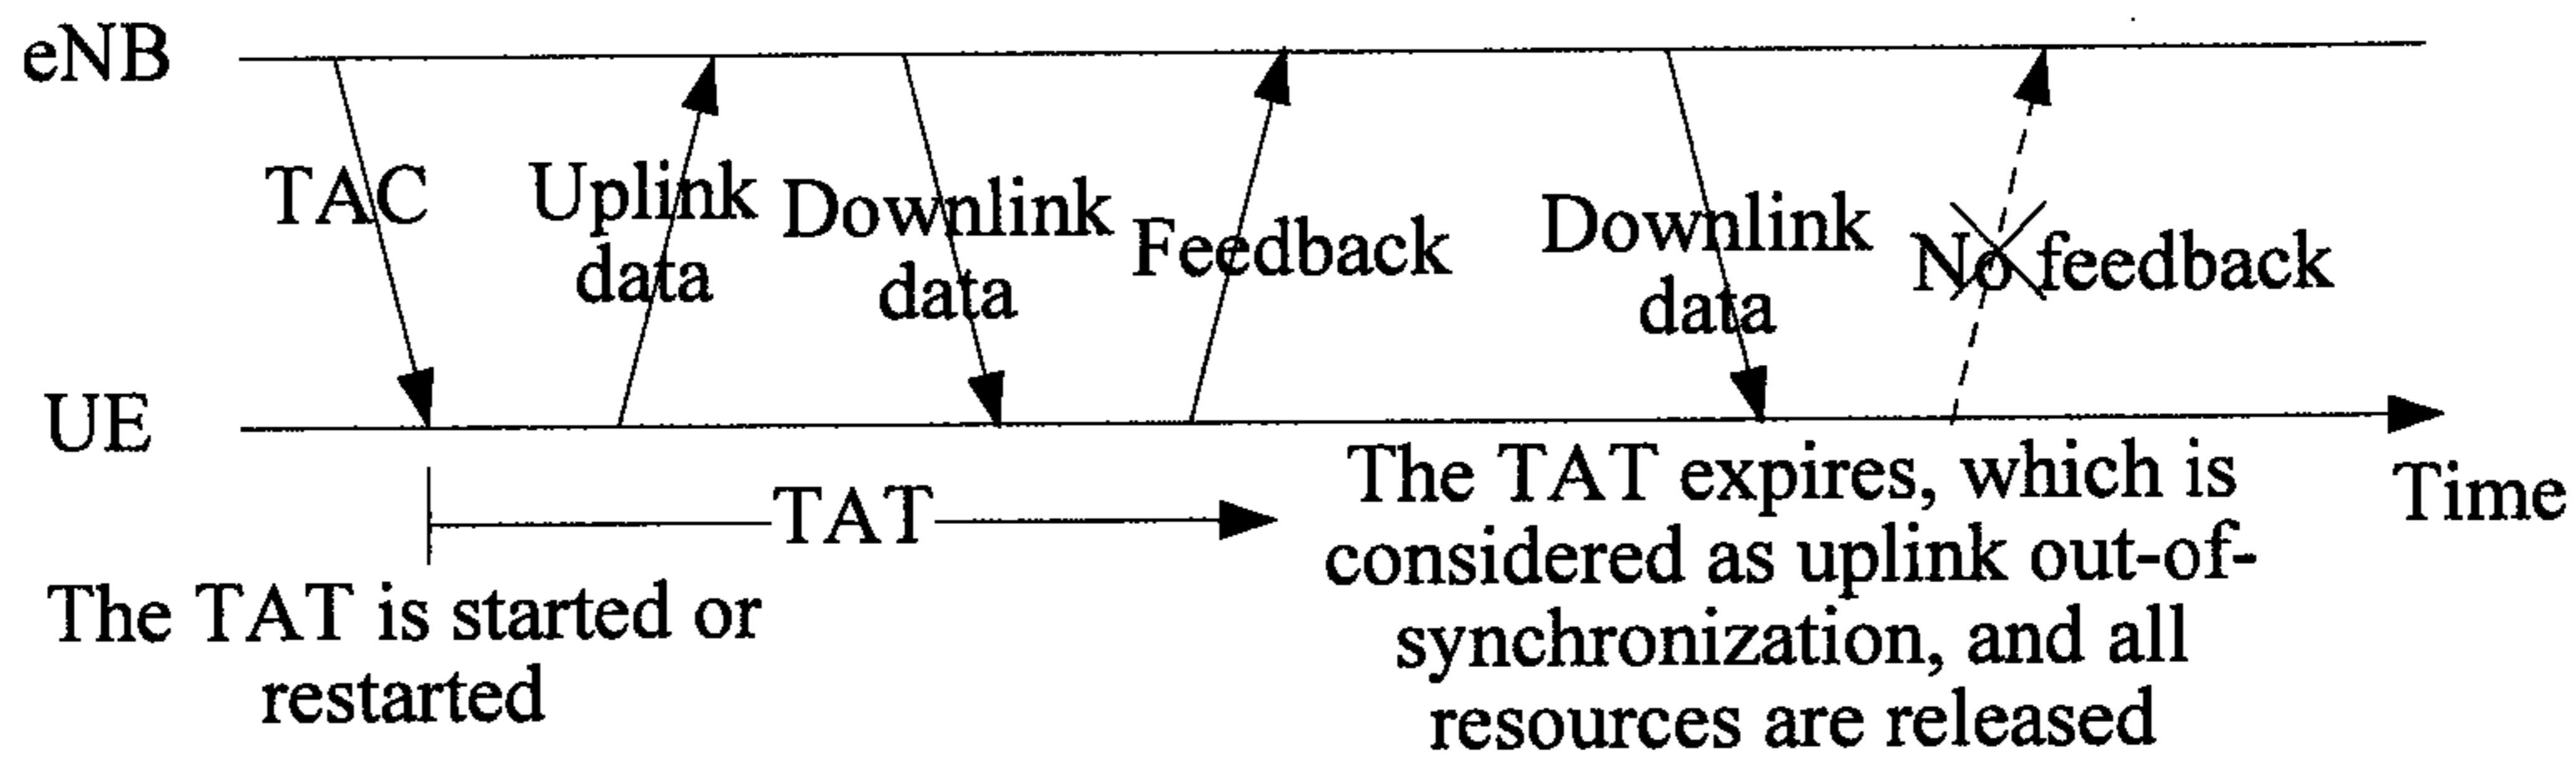 eNB
TAC
Uplink
data
Downlink
data
Feedback
Downlink
data
No feedback
UE
Time
TAT
The TAT is started or
restarted
The TAT expires, which is
considered as uplink out-of-
synchronization, and all
resources are released